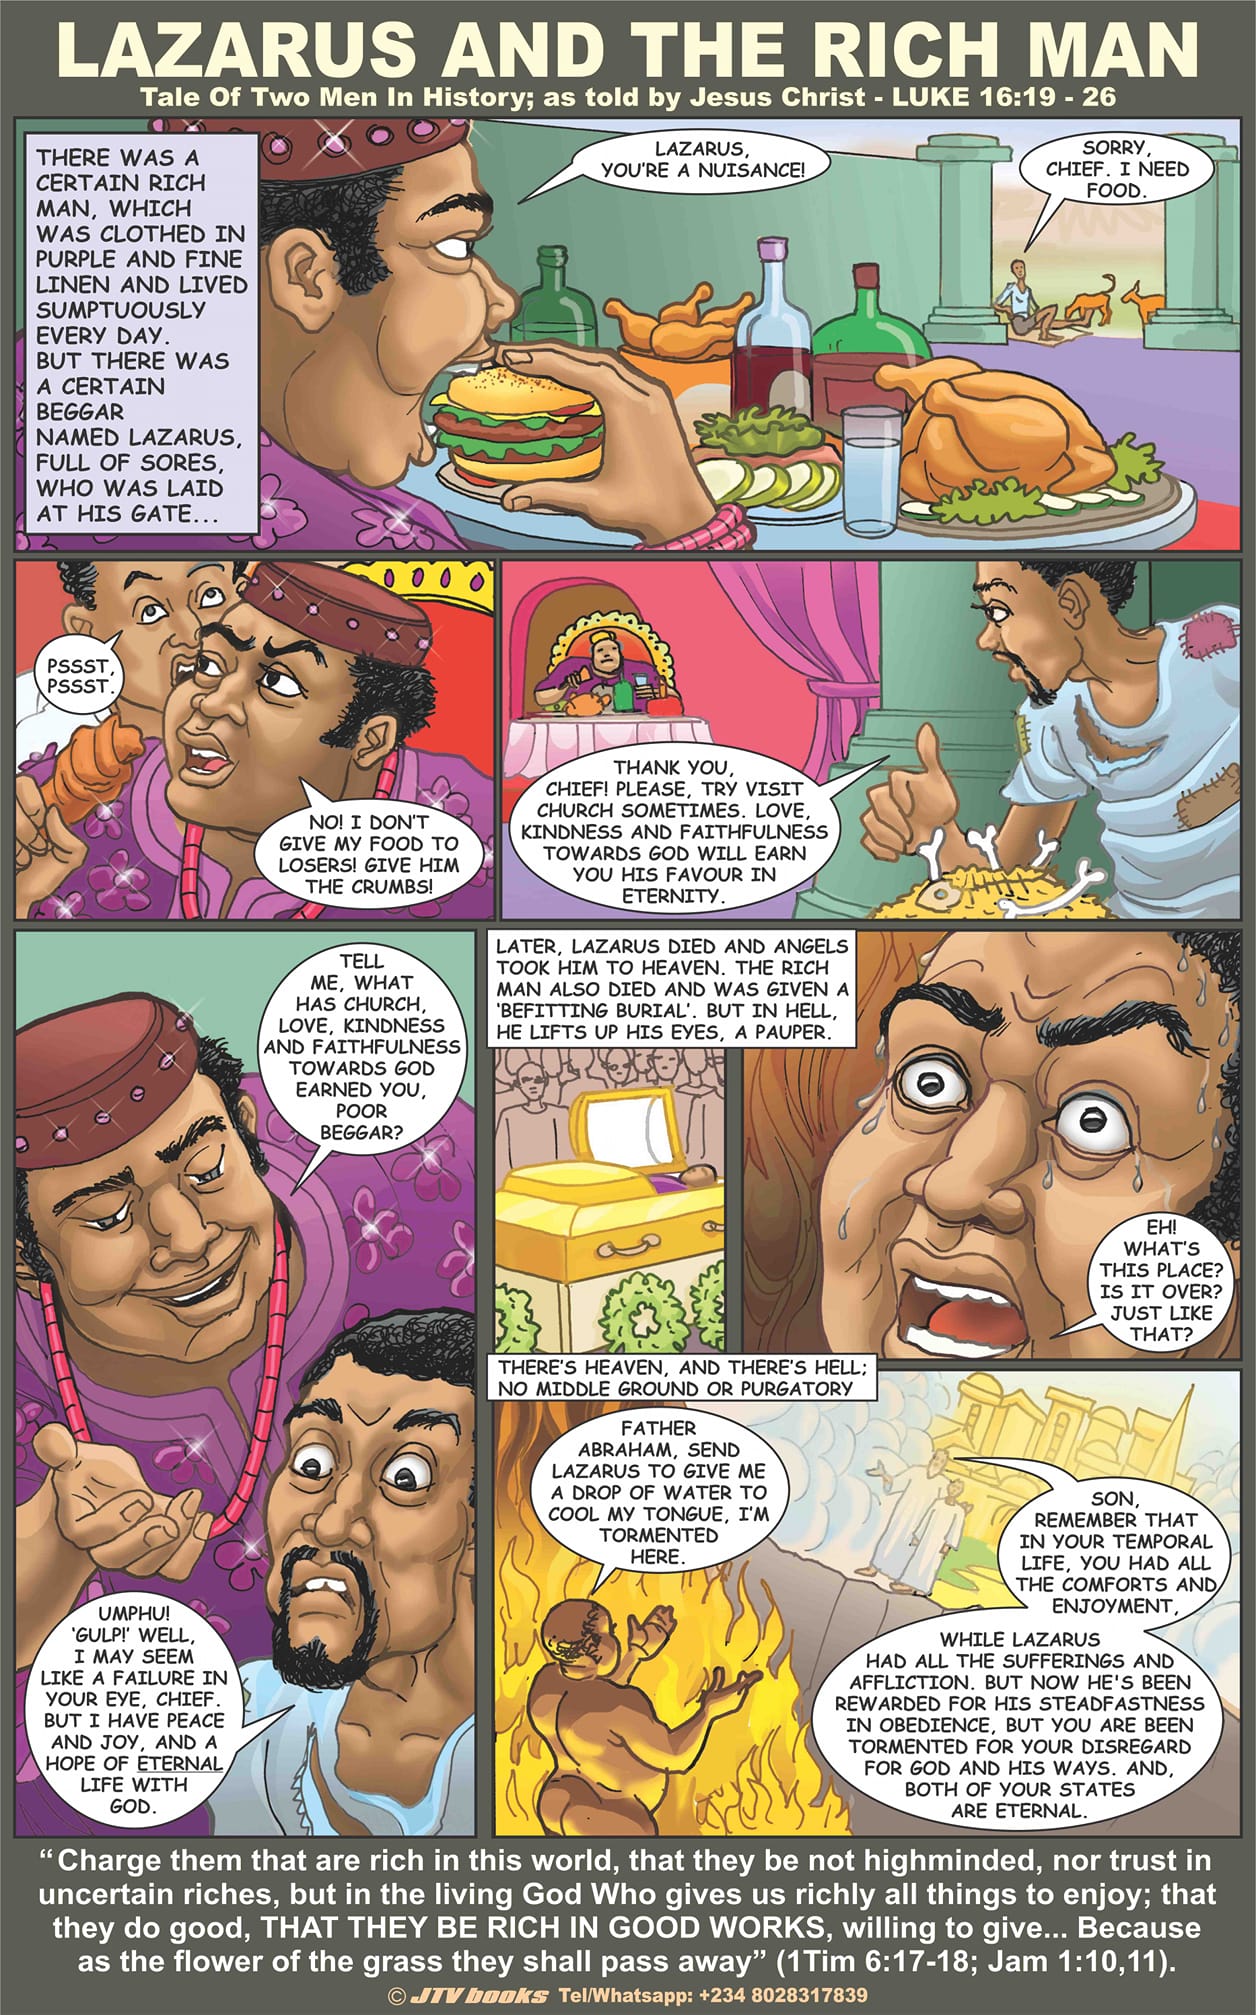 LAZARUS AND THE RICH MAN
Tale Of Two Men In History; as told by Jesus Christ - LUKE 16:19 - 26
THERE WAS A
CERTAIN RICH
MAN, WHICH
WAS CLOTHED IN
PURPLE AND FINE
LINEN AND LIVED
SUMPTUOUSLY
EVERY DAY.
BUT THERE WAS
A CERTAIN
BEGGAR
NAMED LAZARUS,
FULL OF SORES,
WHO WAS LAID
AT HIS GATE...
LAZARUS,
YOU'RE A NUISANCE!
SORRY,
CHIEF. I NEED
FOOD.
PSSST,
PSSST.
NO! I DON'T
GIVE MY FOOD TO
LOSERS! GIVE HIM
THE CRUMBS!
THANK YOU,
CHIEF! PLEASE, TRY VISIT
CHURCH SOMETIMES. LOVE,
KINDNESS AND FAITHFULNESS
TOWARDS GOD WILL EARN
YOU HIS FAVOUR IN
ETERNITY.
TELL
ME, WHAT
HAS CHURCH,
LOVE, KINDNESS
AND FAITHFULNESS
TOWARDS GOD
EARNED YOU,
POOR
BEGGAR?
UMPHU!
'GULP!' WELL,
I MAY SEEM
LIKE A FAILURE IN
YOUR EYE, CHIEF.
BUT I HAVE PEACE
AND JOY, AND A
HOPE OF ETERNAL
LIFE WITH
GOD.
LATER, LAZARUS DIED AND ANGELS
TOOK HIM TO HEAVEN. THE RICH
MAN ALSO DIED AND WAS GIVEN A
'BEFITTING BURIAL'. BUT IN HELL,
HE LIFTS UP HIS EYES, A PAUPER.
EH!
WHAT'S
THIS PLACE?
IS IT OVER?
JUST LIKE
THAT?
THERE'S HEAVEN, AND THERE'S HELL;
NO MIDDLE GROUND OR PURGATORY
FATHER
ABRAHAM, SEND
LAZARUS TO GIVE ME
A DROP OF WATER TO
COOL MY TONGUE, I'M
TORMENTED
HERE.
SON,
REMEMBER THAT
IN YOUR TEMPORAL
LIFE, YOU HAD ALL
THE COMFORTS AND
ENJOYMENT,
WHILE LAZARUS
HAD ALL THE SUFFERINGS AND
AFFLICTION. BUT NOW HE'S BEEN
REWARDED FOR HIS STEADFASTNESS
IN OBEDIENCE, BUT YOU ARE BEEN
TORMENTED FOR YOUR DISREGARD
FOR GOD AND HIS WAYS. AND,
BOTH OF YOUR STATES
ARE ETERNAL.
“Charge them that are rich in this world, that they be not highminded, nor trust in
uncertain riches, but in the living God Who gives us richly all things to enjoy; that
they do good, THAT THEY BE RICH IN GOOD WORKS, willing to give... Because
as the flower of the grass they shall pass away” (1Tim 6:17-18; Jam 1:10,11).
© JTV books Tel/Whatsapp: +234 8028317839